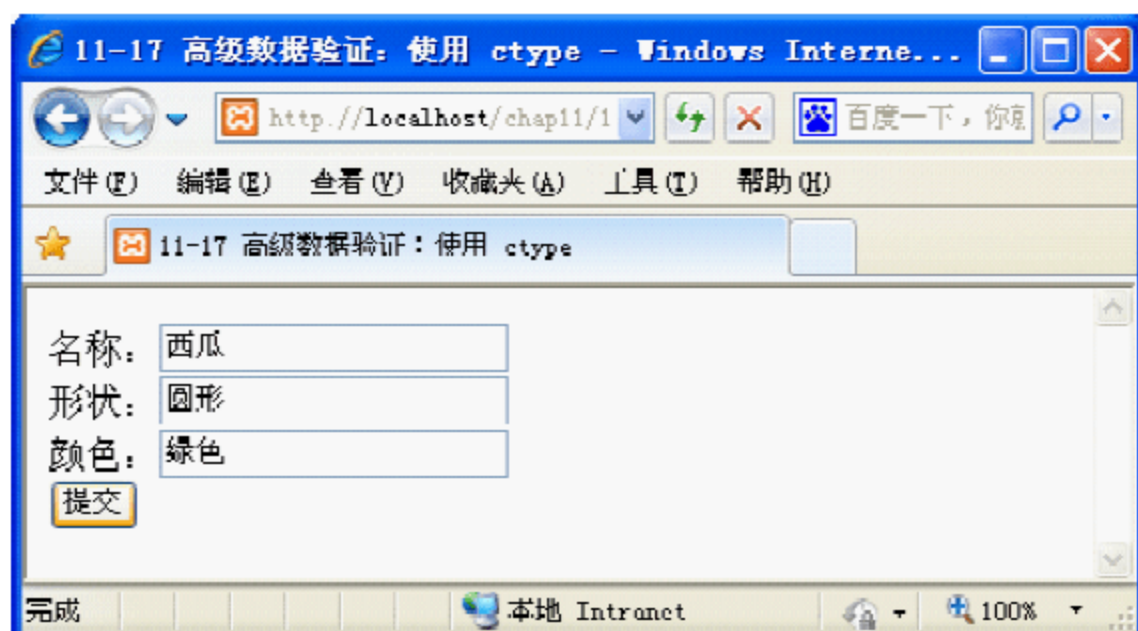 11-17 高级数据验证：使用 ctype - Windows Interne...
http://localhost/chap11/1 百度一下，你
文件(F) 编辑(E) 查看(V) 收藏夹(A) 工具(T) 帮助(H)
11-17 高级数据验证：使用 ctype
名称：西瓜
形状：圆形
颜色：绿色
提交
完成 本地 Intranet 100%